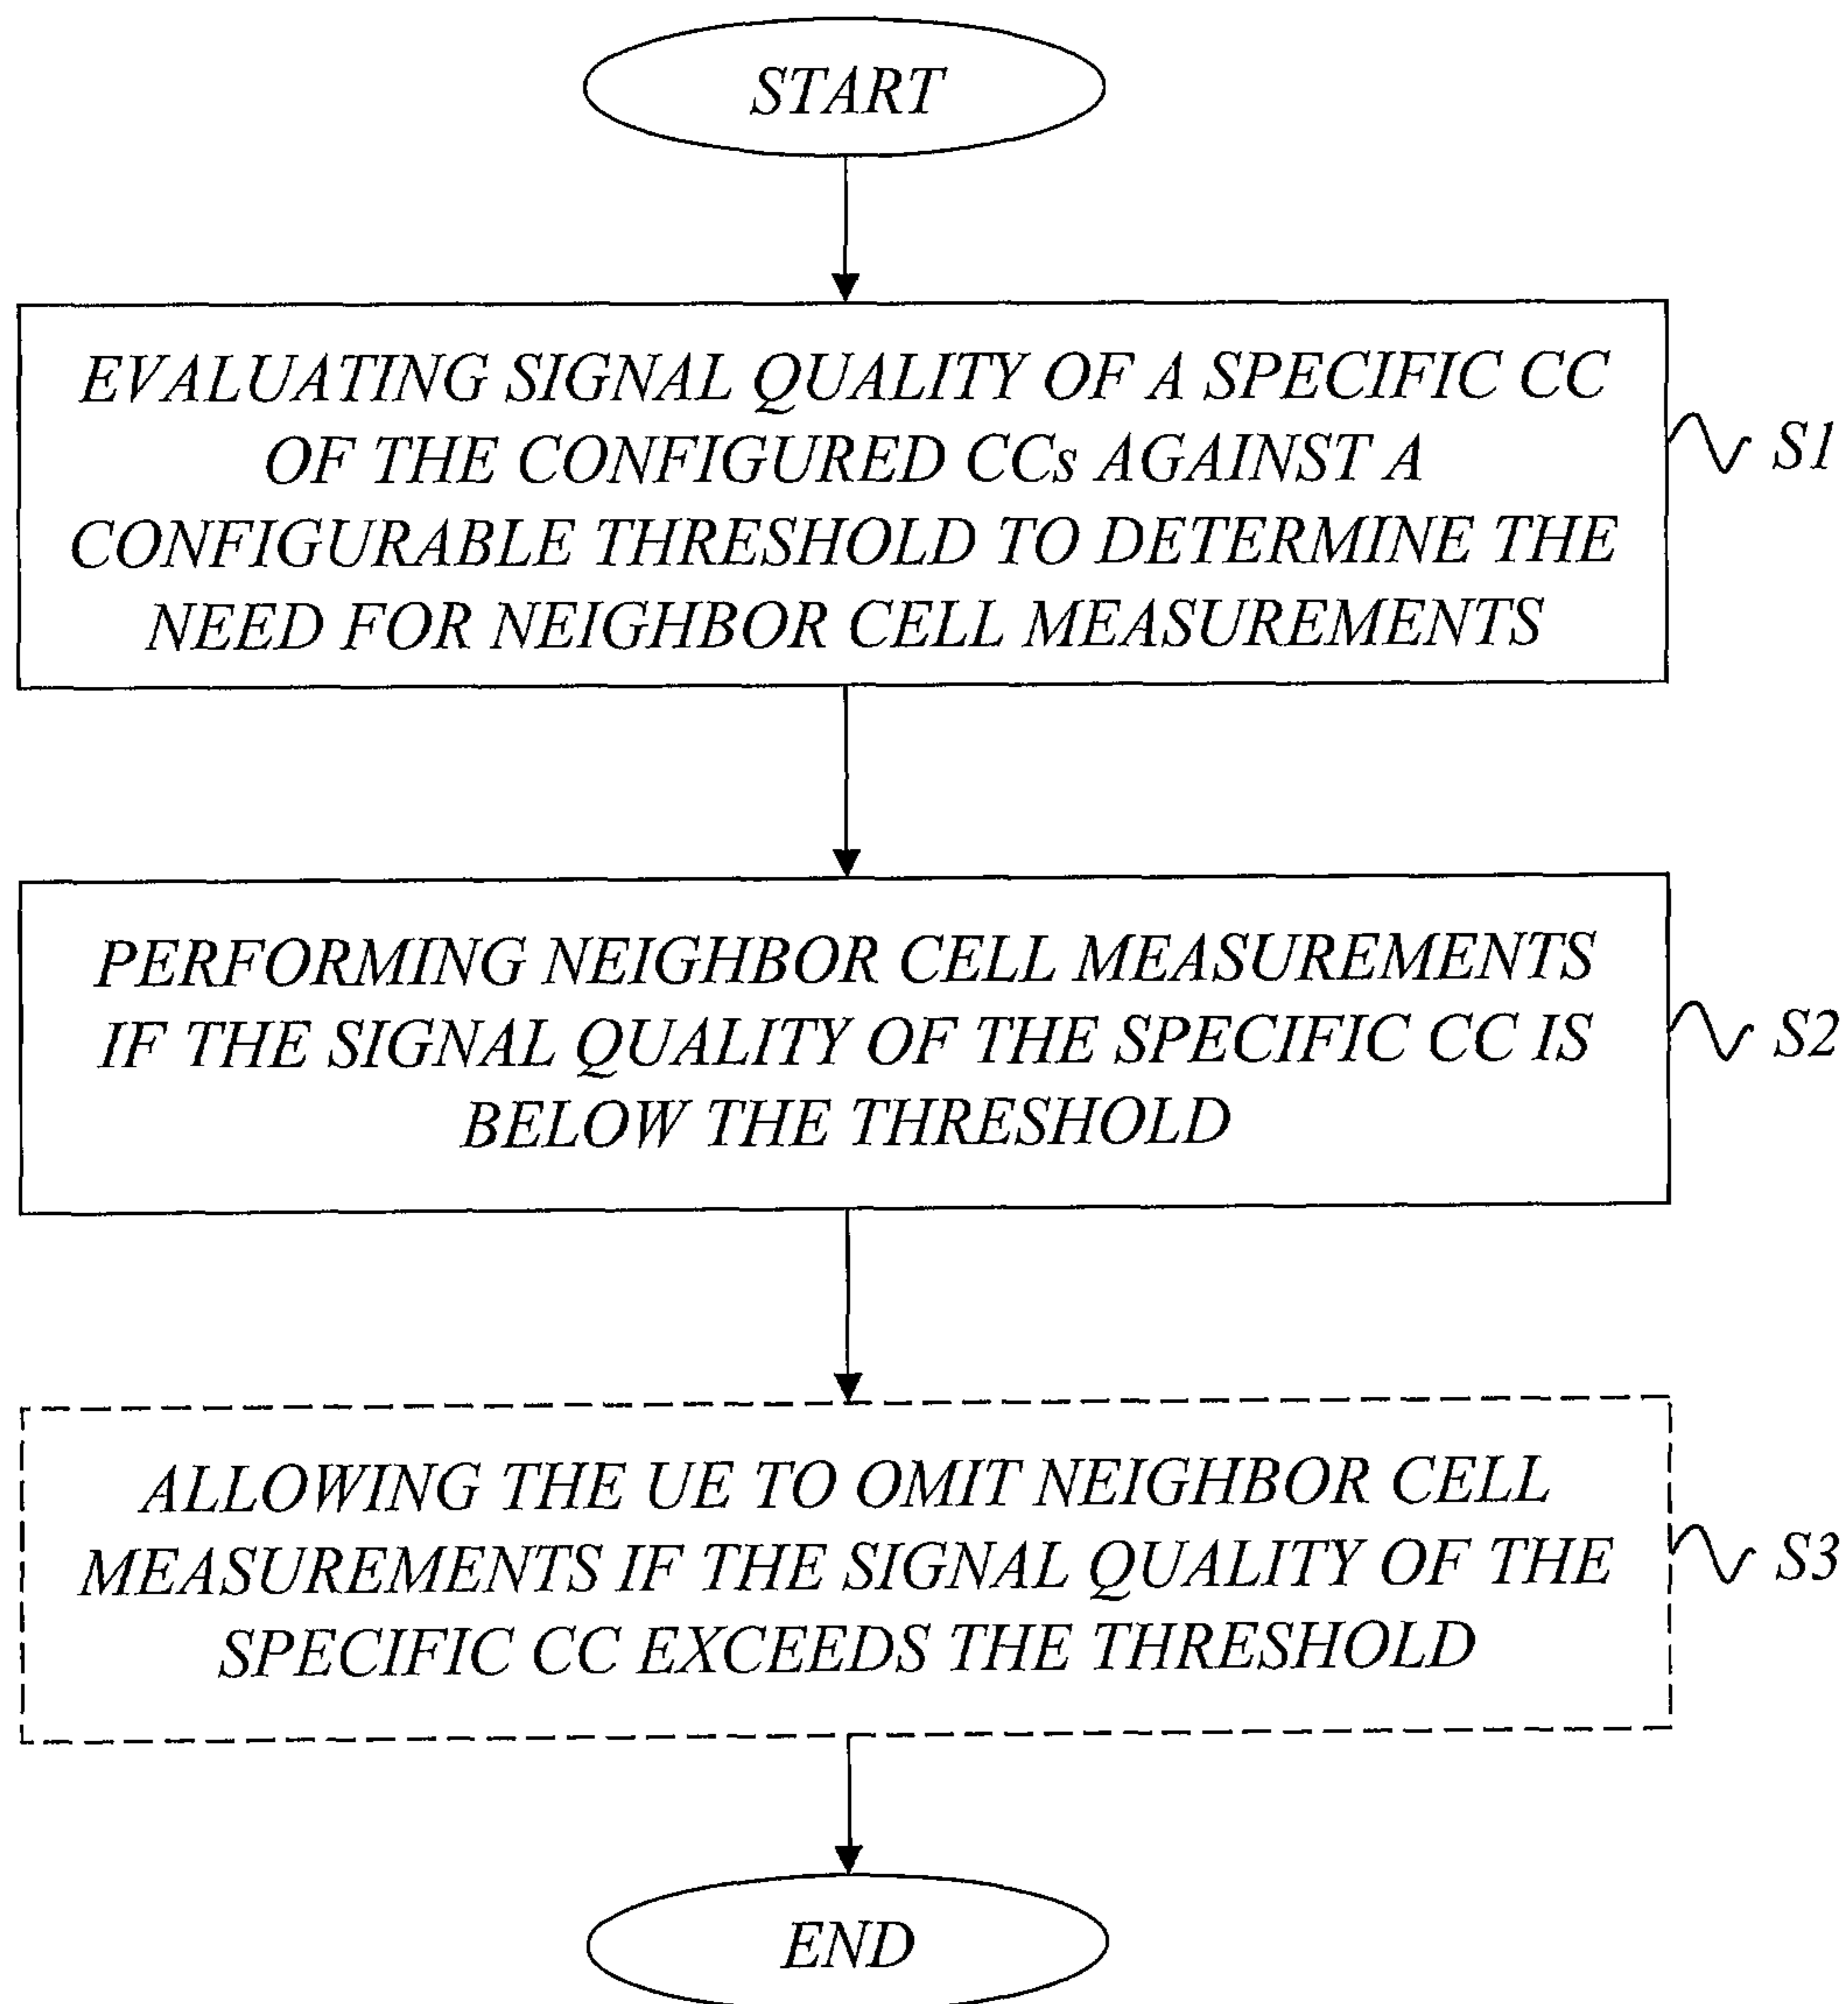 START
EVALUATING SIGNAL QUALITY OF A SPECIFIC CC
OF THE CONFIGURED CCs AGAINST A
CONFIGURABLE THRESHOLD TO DETERMINE THE
NEED FOR NEIGHBOR CELL MEASUREMENTS
S1
PERFORMING NEIGHBOR CELL MEASUREMENTS
IF THE SIGNAL QUALITY OF THE SPECIFIC CC IS
BELOW THE THRESHOLD
S2
ALLOWING THE UE TO OMIT NEIGHBOR CELL
MEASUREMENTS IF THE SIGNAL QUALITY OF THE
SPECIFIC CC EXCEEDS THE THRESHOLD
S3
END